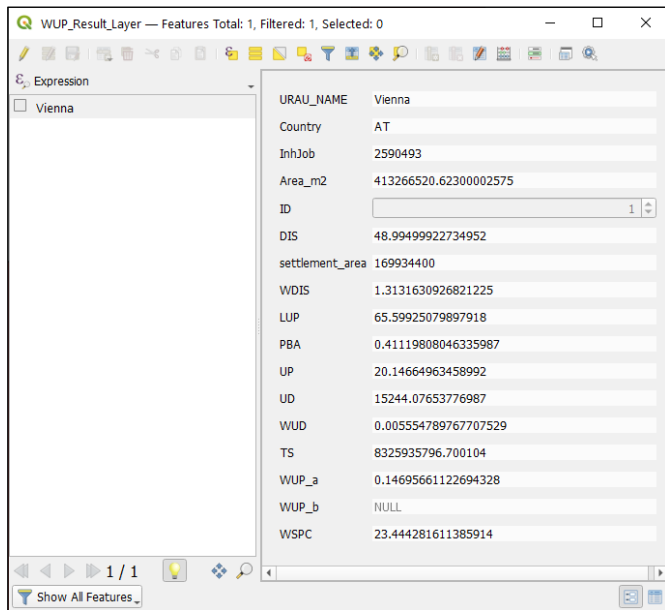 WUP_Result_Layer — Features Total: 1, Filtered: 1, Selected: 0
Expression
Vienna
URAU_NAME Vienna
Country AT
InhJob 2590493
Area_m2 413266520.62300002575
ID 1
DIS 48.99499922734952
settlement_area 169934400
WDIS 1.3131630926821225
LUP 65.59925079897918
PBA 0.41119808046335987
UP 20.14664963458992
UD 15244.07653776987
WUD 0.005554789767707529
TS 8325935796.700104
WUP_a 0.14695661122694328
WUP_b NULL
WSPC 23.444281611385914
1 / 1
Show All Features